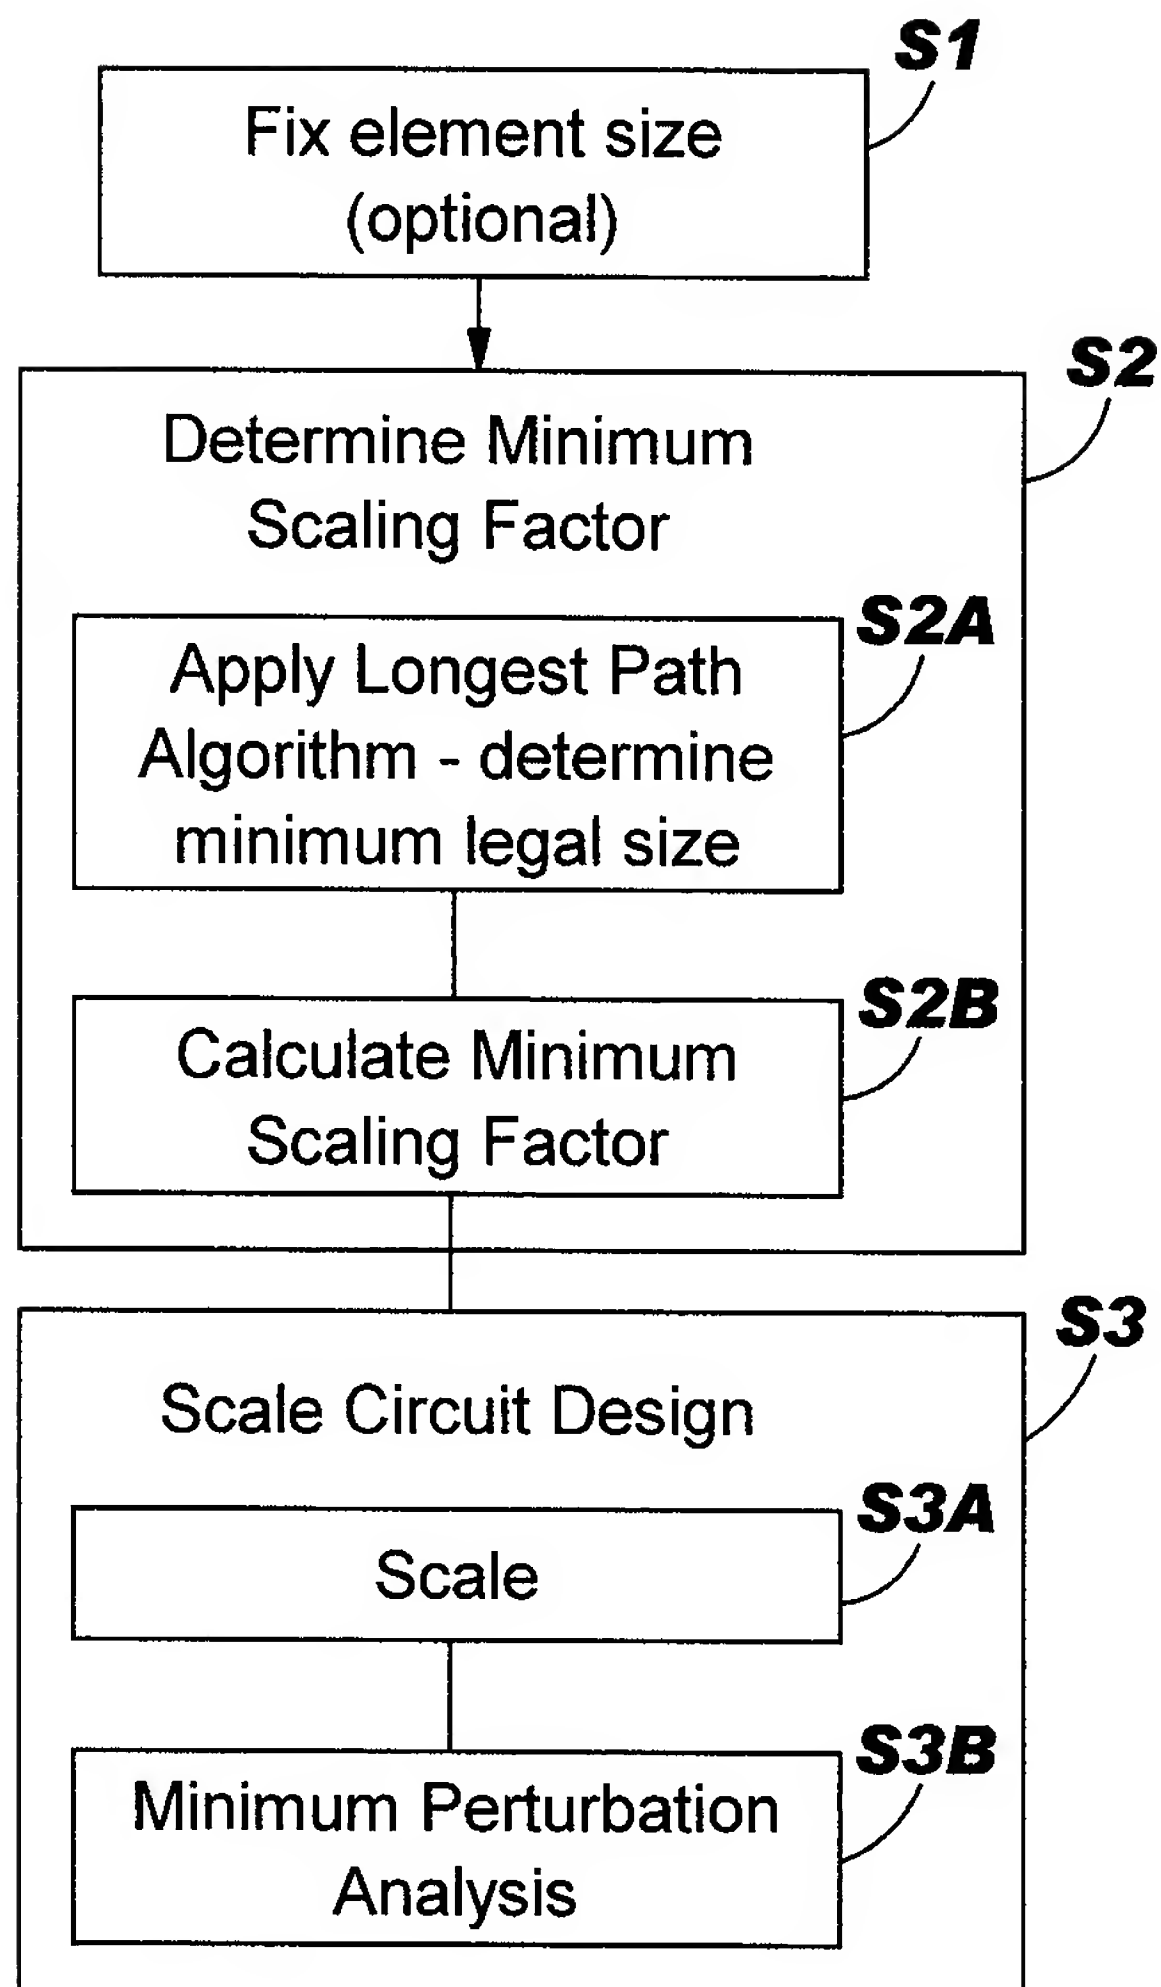 S1
Fix element size
(optional)
S2
Determine Minimum
Scaling Factor
S2A
Apply Longest Path
Algorithm - determine
minimum legal size
S2B
Calculate Minimum
Scaling Factor
S3
Scale Circuit Design
S3A
Scale
S3B
Minimum Perturbation
Analysis